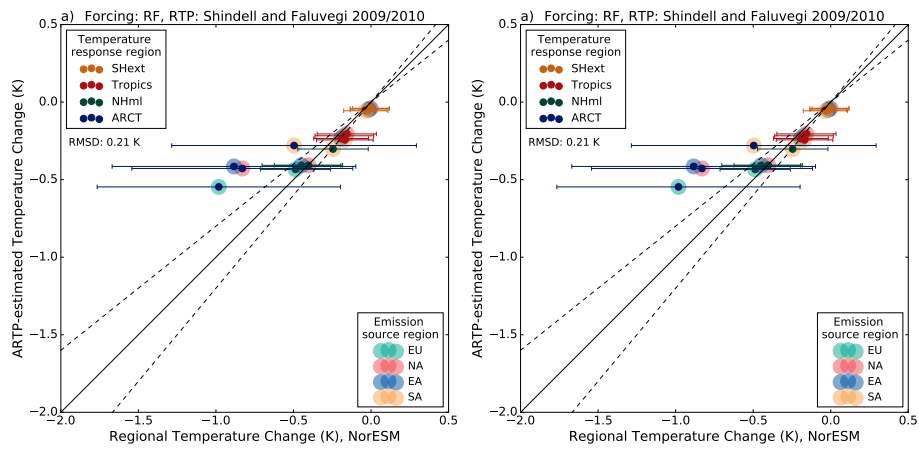 a) Forcing: RF, RTP: Shindell and Faluvegi 2009/2010
ARTP-estimated Temperature Change (K)
0.5
0.0
−0.5
−1.0
−1.5
−2.0
Temperature
response region
SHext
Tropics
NHml
ARCT
RMSD: 0.21 K
Emission
source region
EU
NA
EA
SA
−2.0 −1.5 −1.0 −0.5 0.0 0.5
Regional Temperature Change (K), NorESM
a) Forcing: RF, RTP: Shindell and Faluvegi 2009/2010
ARTP-estimated Temperature Change (K)
0.5
0.0
−0.5
−1.0
−1.5
−2.0
Temperature
response region
SHext
Tropics
NHml
ARCT
RMSD: 0.21 K
Emission
source region
EU
NA
EA
SA
−2.0 −1.5 −1.0 −0.5 0.0 0.5
Regional Temperature Change (K), NorESM